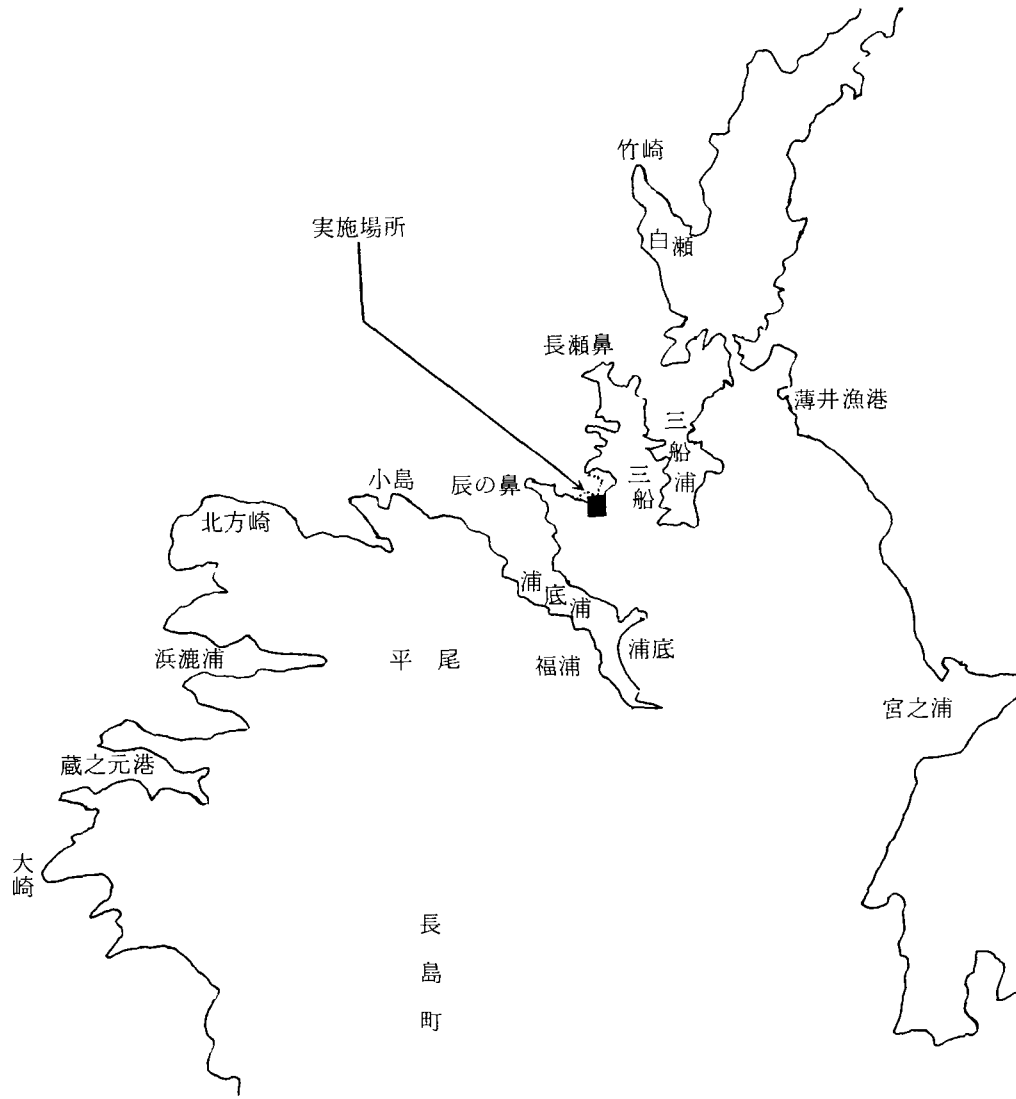 竹崎
実施場所
白瀬
長瀬鼻
薄井漁港
三船浦
三船
小島
辰の鼻
北方崎
浦底浦
浦底
浜漉浦
平尾
福浦
宮之浦
蔵之元港
大崎
長島町